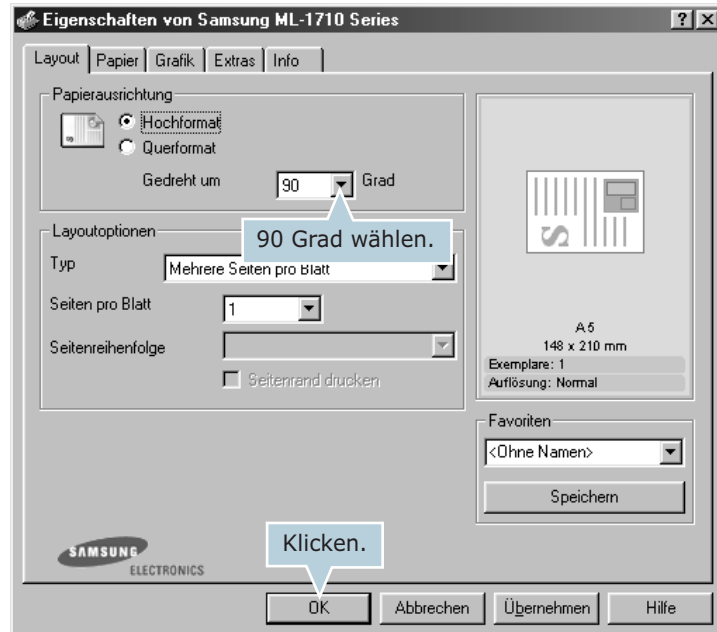 Eigenschaften von Samsung ML-1710 Series
Layout Papier Grafik Extras Info
Papierausrichtung
Hochformat
Querformat
Gedreht um 90 Grad
90 Grad wählen.
Layoutoptionen
Typ Mehrere Seiten pro Blatt
Seiten pro Blatt 1
Seitenreihenfolge
Seitenrand drucken
A5
148 x 210 mm
Exemplare: 1
Auflösung: Normal
Favoriten
<Ohne Namen>
Speichern
SAMSUNG
ELECTRONICS
Klicken.
OK Abbrechen Übernehmen Hilfe